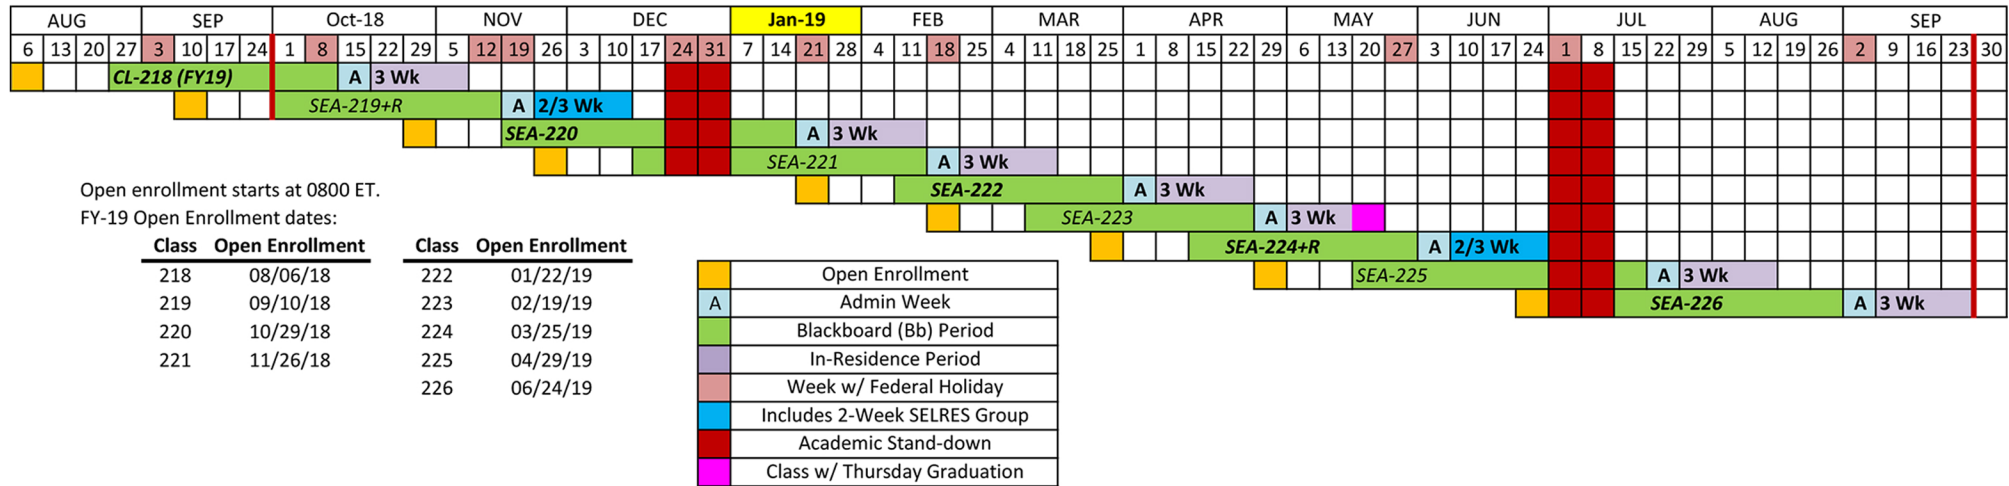 AUG SEP Oct-18 NOV DEC Jan-19 FEB MAR APR MAY JUN JUL AUG SEP
6 13 20 27 3 10 17 24 1 8 15 22 29 5 12 19 26 3 10 17 24 31 7 14 21 28 4 11 18 25 4 11 18 25 1 8 15 22 29 6 13 20 27 3 10 17 24 1 8 15 22 29 5 12 19 26 2 9 16 23 30
CL-218 (FY19) A 3 Wk
SEA-219+R A 2/3 Wk
SEA-220 A 3 Wk
SEA-221 A 3 Wk
SEA-222 A 3 Wk
SEA-223 A 3 Wk
SEA-224+R A 2/3 Wk
SEA-225 A 3 Wk
SEA-226 A 3 Wk
Open enrollment starts at 0800 ET.
FY-19 Open Enrollment dates:
Class Open Enrollment Class Open Enrollment
218 08/06/18 222 01/22/19
219 09/10/18 223 02/19/19
220 10/29/18 224 03/25/19
221 11/26/18 225 04/29/19
226 06/24/19
Open Enrollment
A Admin Week
Blackboard (Bb) Period
In-Residence Period
Week w/ Federal Holiday
Includes 2-Week SELRES Group
Academic Stand-down
Class w/ Thursday Graduation